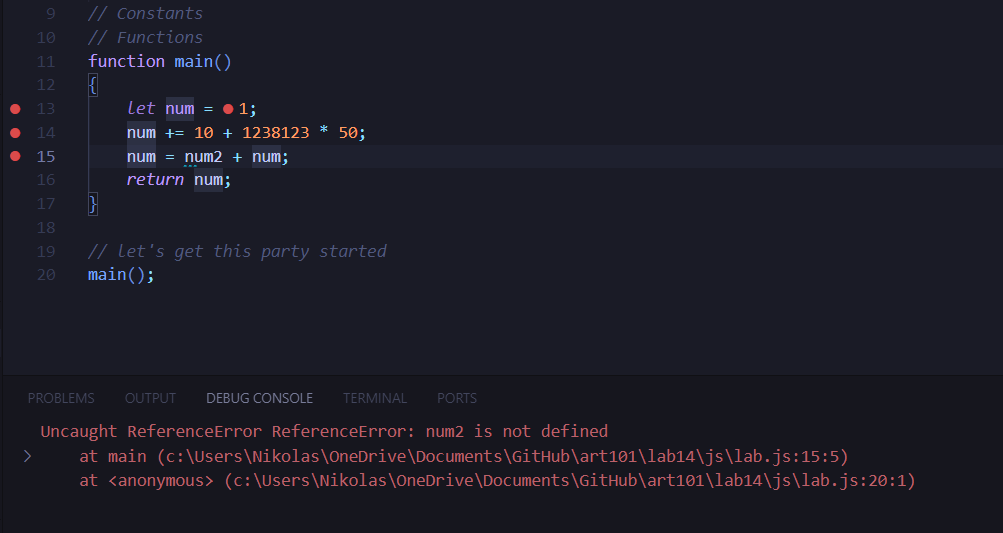 9 // Constants
10 // Functions
11 function main()
12 {
13 let num = 1;
14 num += 10 + 1238123 * 50;
15 num = num2 + num;
16 return num;
17 }
18
19 // let's get this party started
20 main();
PROBLEMS OUTPUT DEBUG CONSOLE TERMINAL PORTS
Uncaught ReferenceError ReferenceError: num2 is not defined
at main (c:\Users\Nikolas\OneDrive\Documents\GitHub\art101\lab14\js\lab.js:15:5)
at <anonymous> (c:\Users\Nikolas\OneDrive\Documents\GitHub\art101\lab14\js\lab.js:20:1)